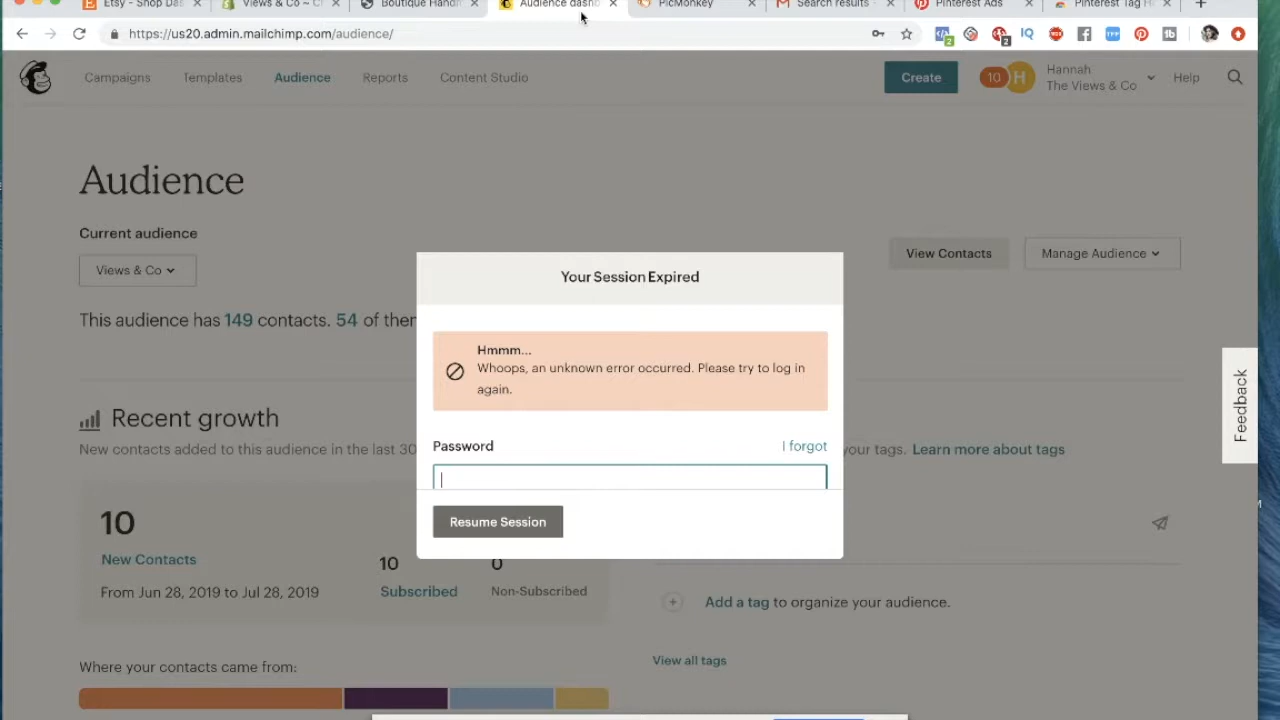 Etsy - Shop Das
Views & Co ~
Boutique Handm
Audience dashb
PicMonkey
Search results
Pinterest Ads
Pinterest Tag H
https://us20.admin.mailchimp.com/audience/
Campaigns Templates Audience Reports Content Studio
Create
10 H
Hannah
The Views & Co
Help
Audience
Current audience
Views & Co
View Contacts
Manage Audience
This audience has 149 contacts. 54 of then
Your Session Expired
Hmmm...
Whoops, an unknown error occurred. Please try to log in
again.
Password
I forgot
Resume Session
Recent growth
New contacts added to this audience in the last 30
your tags. Learn more about tags
10
New Contacts
From Jun 28, 2019 to Jul 28, 2019
10
Subscribed
0
Non-Subscribed
Add a tag to organize your audience.
Where your contacts came from:
View all tags
Feedback